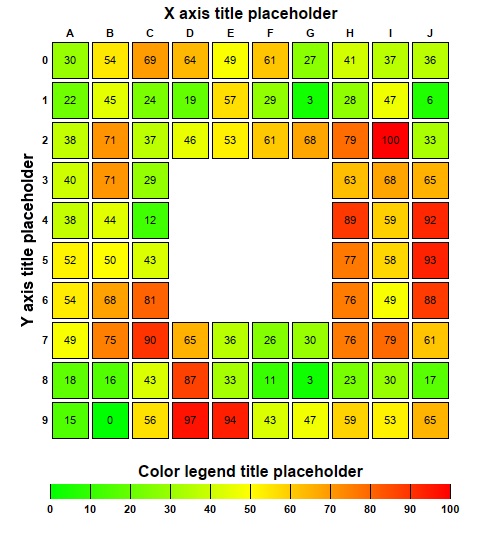 X axis title placeholder
A B C D E F G H I J
0 30 54 69 64 49 61 27 41 37 36
1 22 45 24 19 57 29 3 28 47 6
2 38 71 37 46 53 61 68 79 100 33
3 40 71 29 63 68 65
4 38 44 12 89 59 92
5 52 50 43 77 58 93
6 54 68 81 76 49 88
7 49 75 90 65 36 26 30 76 79 61
8 18 16 43 87 33 11 3 23 30 17
9 15 0 56 97 94 43 47 59 53 65
Y axis title placeholder
Color legend title placeholder
0 10 20 30 40 50 60 70 80 90 100